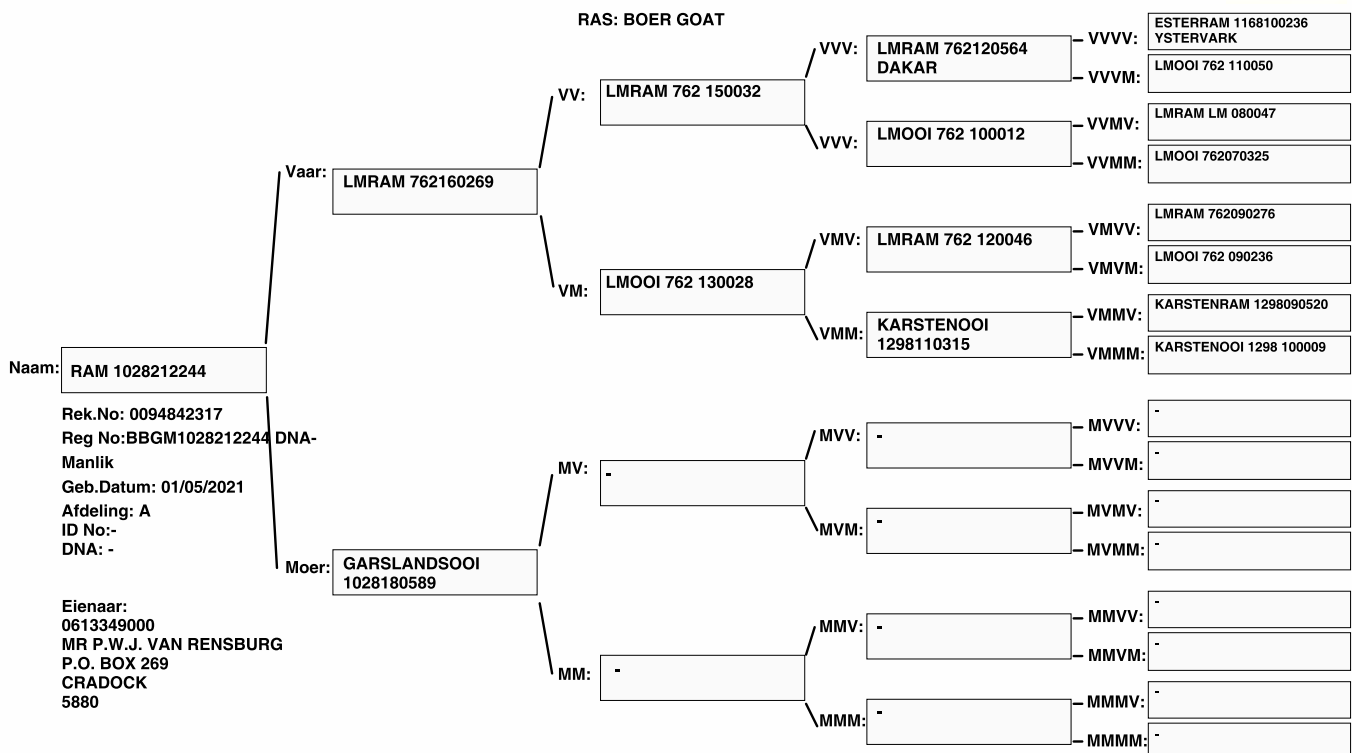 RAS: BOER GOAT
Naam: RAM 1028212244
Rek.No: 0094842317
Reg No:BBGM1028212244 DNA-
Manlik
Geb.Datum: 01/05/2021
Afdeling: A
ID No:-
DNA: -
Eienaar:
0613349000
MR P.W.J. VAN RENSBURG
P.O. BOX 269
CRADOCK
5880
Vaar: LMRAM 762160269
Moer: GARSLANDSOOI
1028180589
VV: LMRAM 762 150032
VM: LMOOI 762 130028
MV: -
MM: -
VVV: LMRAM 762120564
DAKAR
VVV: LMOOI 762 100012
VMV: LMRAM 762 120046
VMM: KARSTENOOI
1298110315
MVV: -
MVM: -
MMV: -
MMM: -
VVVV: ESTERRAM 1168100236
YSTERVARK
VVVM: LMOOI 762 110050
VVMV: LMRAM LM 080047
VVMM: LMOOI 762070325
VMVV: LMRAM 762090276
VMVM: LMOOI 762 090236
VMMV: KARSTENRAM 1298090520
VMMM: KARSTENOOI 1298 100009
MVVV: -
MVVM: -
MVMV: -
MVMM: -
MMVV: -
MMVM: -
MMMV: -
MMMM: -